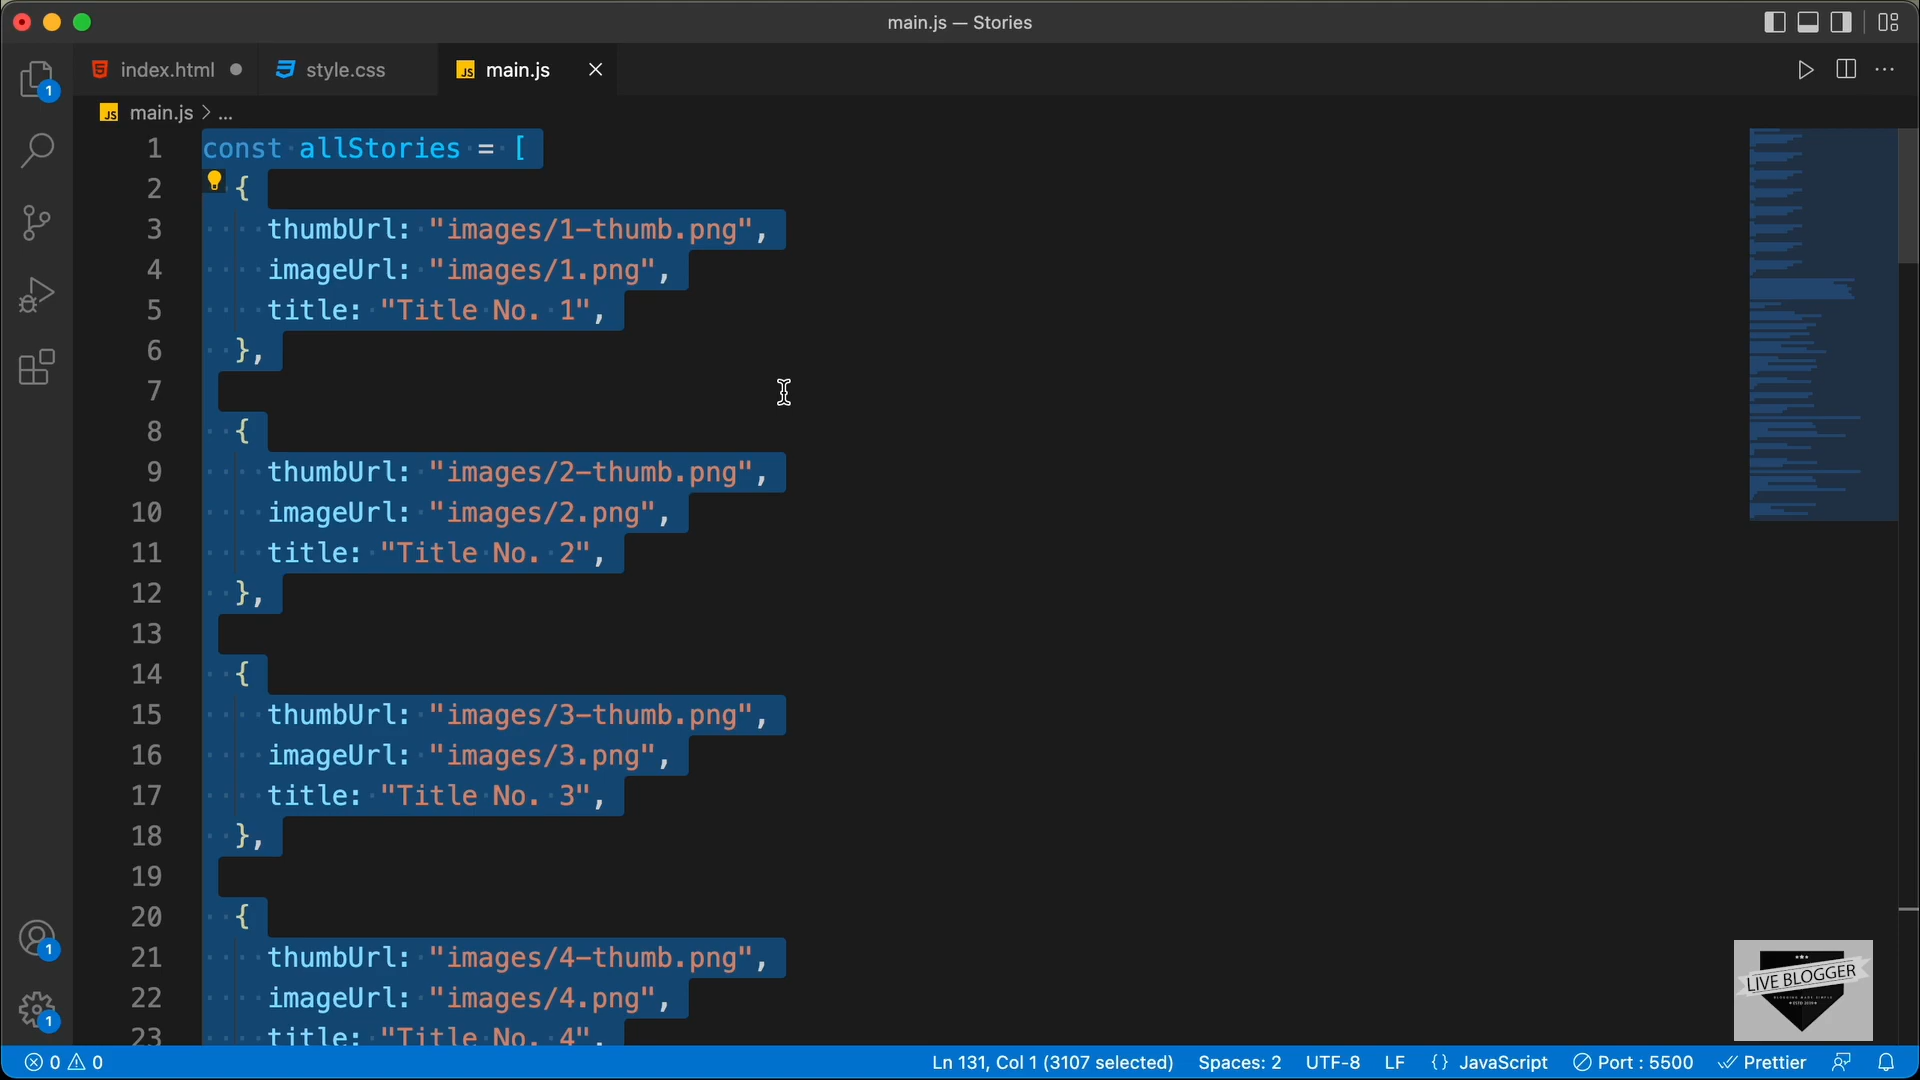 main.js — Stories
index.html style.css main.js
main.js > ...
1 const allStories = [
2 {
3 thumbUrl: "images/1-thumb.png",
4 imageUrl: "images/1.png",
5 title: "Title No. 1",
6 },
7
8 {
9 thumbUrl: "images/2-thumb.png",
10 imageUrl: "images/2.png",
11 title: "Title No. 2",
12 },
13
14 {
15 thumbUrl: "images/3-thumb.png",
16 imageUrl: "images/3.png",
17 title: "Title No. 3",
18 },
19
20 {
21 thumbUrl: "images/4-thumb.png",
22 imageUrl: "images/4.png",
23 title: "Title No. 4",
1
1
1
LIVE BLOGGER
0 0 Ln 131, Col 1 (3107 selected) Spaces: 2 UTF-8 LF {} JavaScript Port : 5500 Prettier